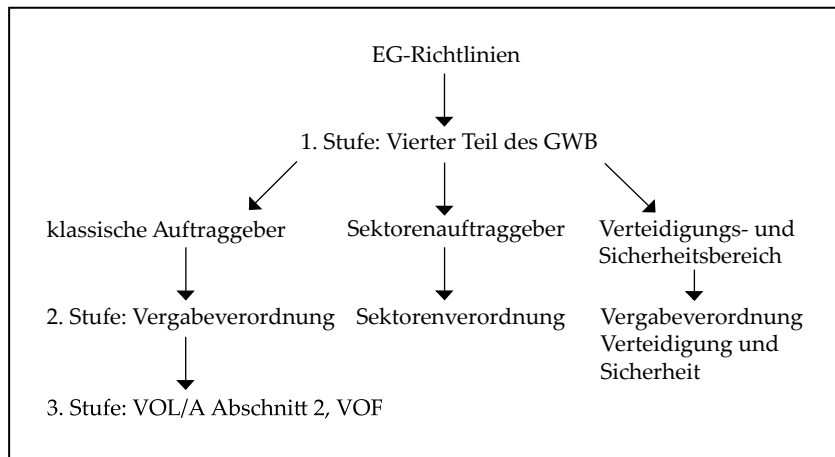 EG-Richtlinien
1. Stufe: Vierter Teil des GWB
klassische Auftraggeber
Sektorenauftraggeber
Verteidigungs- und
Sicherheitsbereich
2. Stufe: Vergabeverordnung
Sektorenverordnung
Vergabeverordnung
Verteidigung und
Sicherheit
3. Stufe: VOL/A Abschnitt 2, VOF